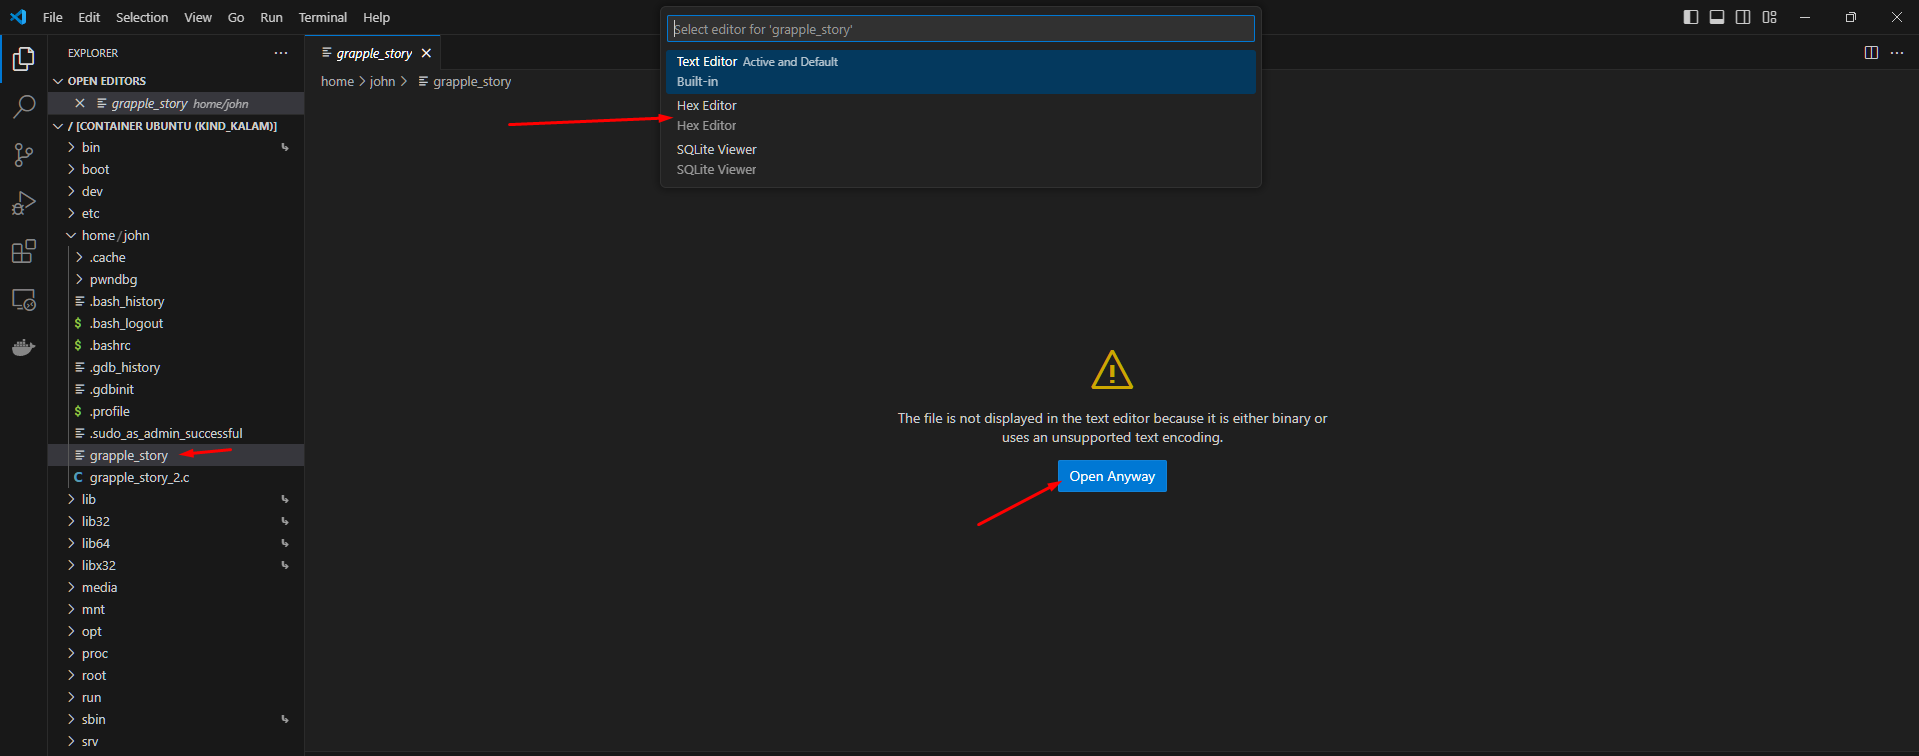 File Edit Selection View Go Run Terminal Help
Select editor for 'grapple_story'
Text Editor Active and Default
Built-in
Hex Editor
Hex Editor
SQLite Viewer
SQLite Viewer
EXPLORER
OPEN EDITORS
grapple_story home/john
/ [CONTAINER UBUNTU (KIND_KALAM)]
bin
boot
dev
etc
home/john
.cache
pwndbg
.bash_history
$ .bash_logout
$ .bashrc
.gdb_history
.gdbinit
$ .profile
.sudo_as_admin_successful
grapple_story
C grapple_story_2.c
lib
lib32
lib64
libx32
media
mnt
opt
proc
root
run
sbin
srv
grapple_story
home > john > grapple_story
The file is not displayed in the text editor because it is either binary or
uses an unsupported text encoding.
Open Anyway